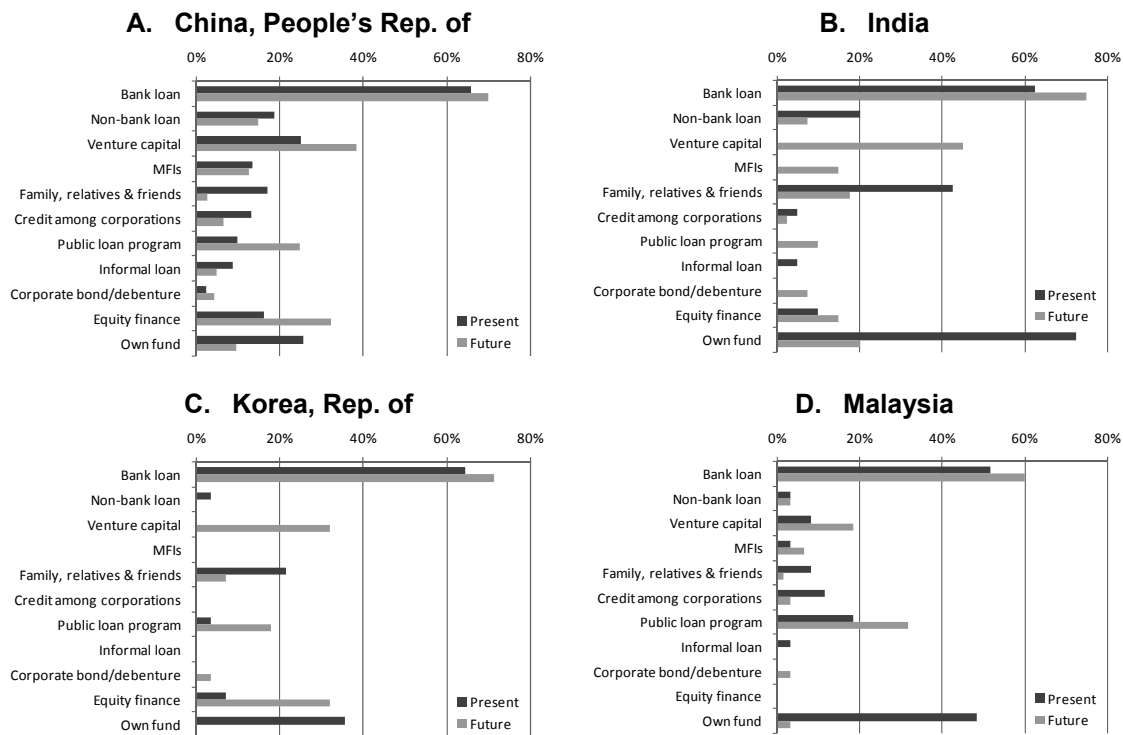 A. China, People’s Rep. of
0% 20% 40% 60% 80%
Bank loan
Non-bank loan
Venture capital
MFIs
Family, relatives & friends
Credit among corporations
Public loan program
Informal loan
Corporate bond/debenture
Equity finance
Own fund
Present
Future
B. India
0% 20% 40% 60% 80%
Bank loan
Non-bank loan
Venture capital
MFIs
Family, relatives & friends
Credit among corporations
Public loan program
Informal loan
Corporate bond/debenture
Equity finance
Own fund
Present
Future
C. Korea, Rep. of
0% 20% 40% 60% 80%
Bank loan
Non-bank loan
Venture capital
MFIs
Family, relatives & friends
Credit among corporations
Public loan program
Informal loan
Corporate bond/debenture
Equity finance
Own fund
Present
Future
D. Malaysia
0% 20% 40% 60% 80%
Bank loan
Non-bank loan
Venture capital
MFIs
Family, relatives & friends
Credit among corporations
Public loan program
Informal loan
Corporate bond/debenture
Equity finance
Own fund
Present
Future